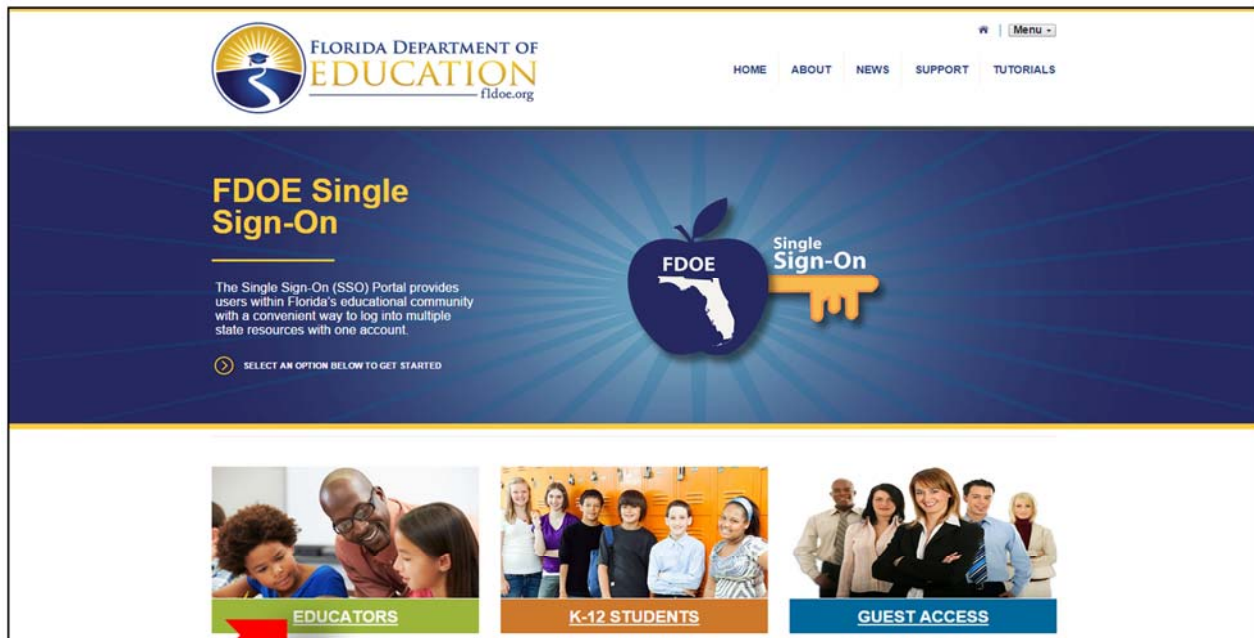 Menu
FLORIDA DEPARTMENT OF
EDUCATION
fldoe.org
HOME ABOUT NEWS SUPPORT TUTORIALS
FDOE Single
Sign-On
The Single Sign-On (SSO) Portal provides
users within Florida's educational community
with a convenient way to log into multiple
state resources with one account.
SELECT AN OPTION BELOW TO GET STARTED
FDOE
Single
Sign-On
EDUCATORS
K-12 STUDENTS
GUEST ACCESS